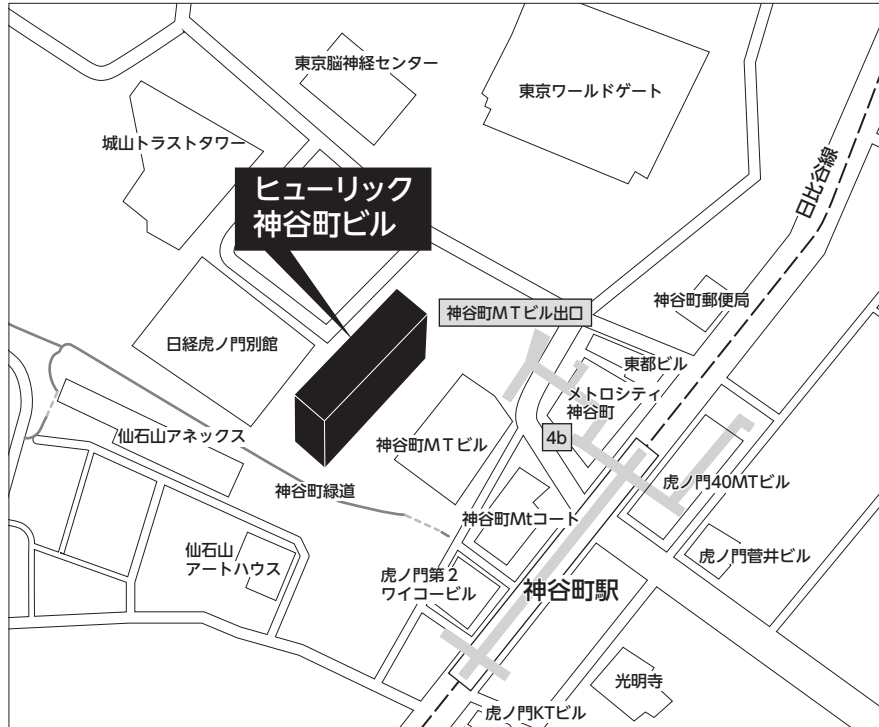 東京脳神経センター
東京ワールドゲート
城山トラストタワー
日比谷線
ヒューリック
神谷町ビル
神谷町郵便局
神谷町MTビル出口
日経虎ノ門別館
東都ビル
メトロシティ
神谷町
4b
仙石山アネックス
神谷町MTビル
虎ノ門40MTビル
神谷町緑道
神谷町Mtコート
仙石山
アートハウス
虎ノ門菅井ビル
虎ノ門第2
ワイコービル
神谷町駅
光明寺
虎ノ門KTビル